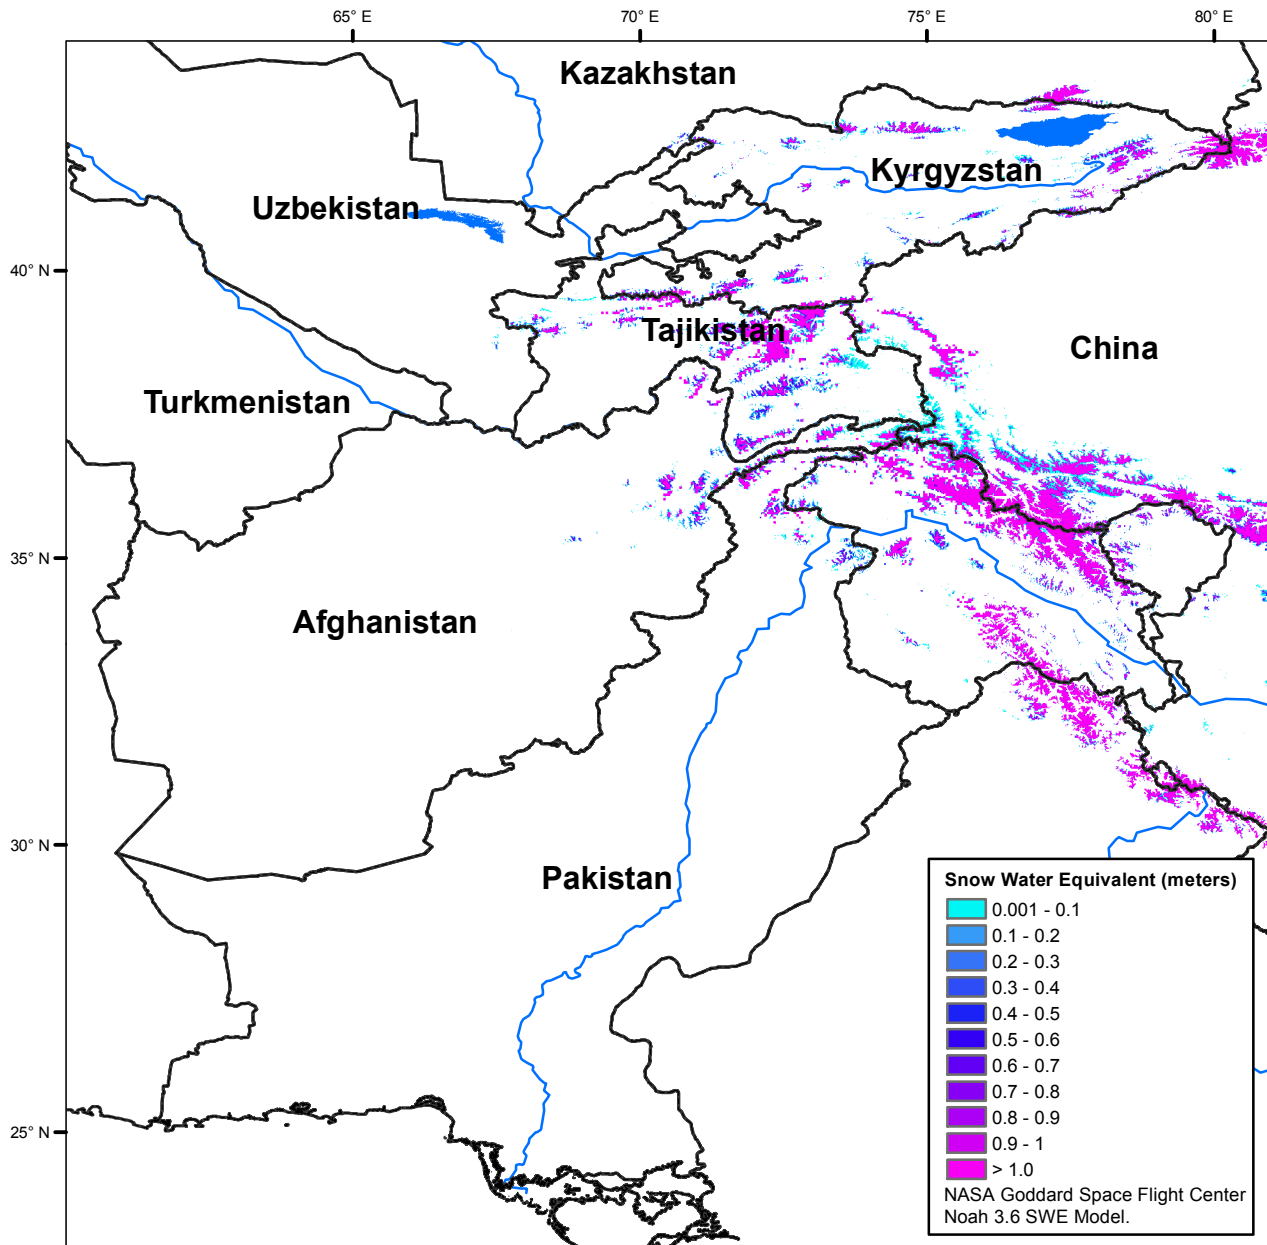 65° E
70° E
75° E
80° E
Kazakhstan
Kyrgyzstan
Uzbekistan
40° N
Tajikistan
China
Turkmenistan
35° N
Afghanistan
30° N
Pakistan
25° N
Snow Water Equivalent (meters)
0.001 - 0.1
0.1 - 0.2
0.2 - 0.3
0.3 - 0.4
0.4 - 0.5
0.5 - 0.6
0.6 - 0.7
0.7 - 0.8
0.8 - 0.9
0.9 - 1
> 1.0
NASA Goddard Space Flight Center
Noah 3.6 SWE Model.